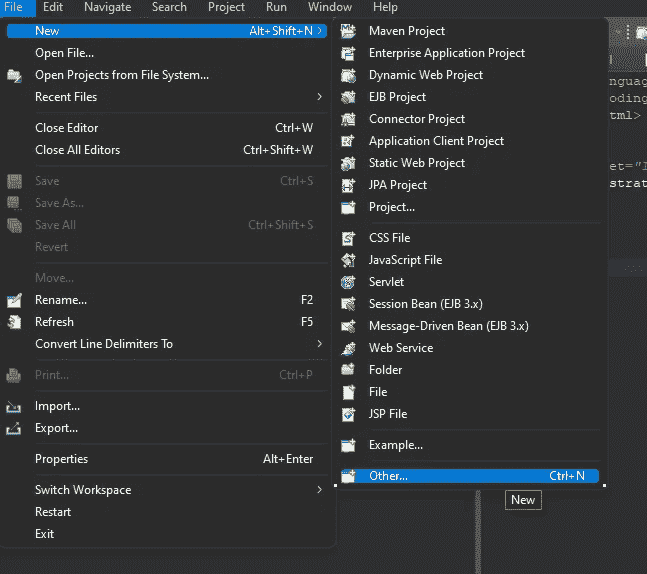 File Edit Navigate Search Project Run Window Help
New Alt+Shift+N
Open File...
Open Projects from File System...
Recent Files
Close Editor Ctrl+W
Close All Editors Ctrl+Shift+W
Save Ctrl+S
Save As...
Save All Ctrl+Shift+S
Revert
Move...
Rename... F2
Refresh F5
Convert Line Delimiters To
Print... Ctrl+P
Import...
Export...
Properties Alt+Enter
Switch Workspace
Restart
Exit
Maven Project
Enterprise Application Project
Dynamic Web Project
EJB Project
Connector Project
Application Client Project
Static Web Project
JPA Project
Project...
CSS File
JavaScript File
Servlet
Session Bean (EJB 3.x)
Message-Driven Bean (EJB 3.x)
Web Service
Folder
File
JSP File
Example...
Other... Ctrl+N
New
nguage
oding
tml>
strat